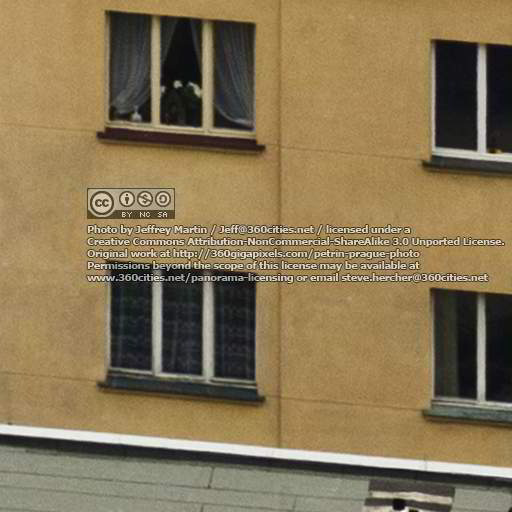 cc BY NC SA
Photo by Jeffrey Martin / Jeff@360cities.net / licensed under a
Creative Commons Attribution-NonCommercial-ShareAlike 3.0 Unported License.
Original work at http://360gigapixels.com/petrin-prague-photo
Permissions beyond the scope of this license may be available at
www.360cities.net/panorama-licensing or email steve.hercher@360cities.net